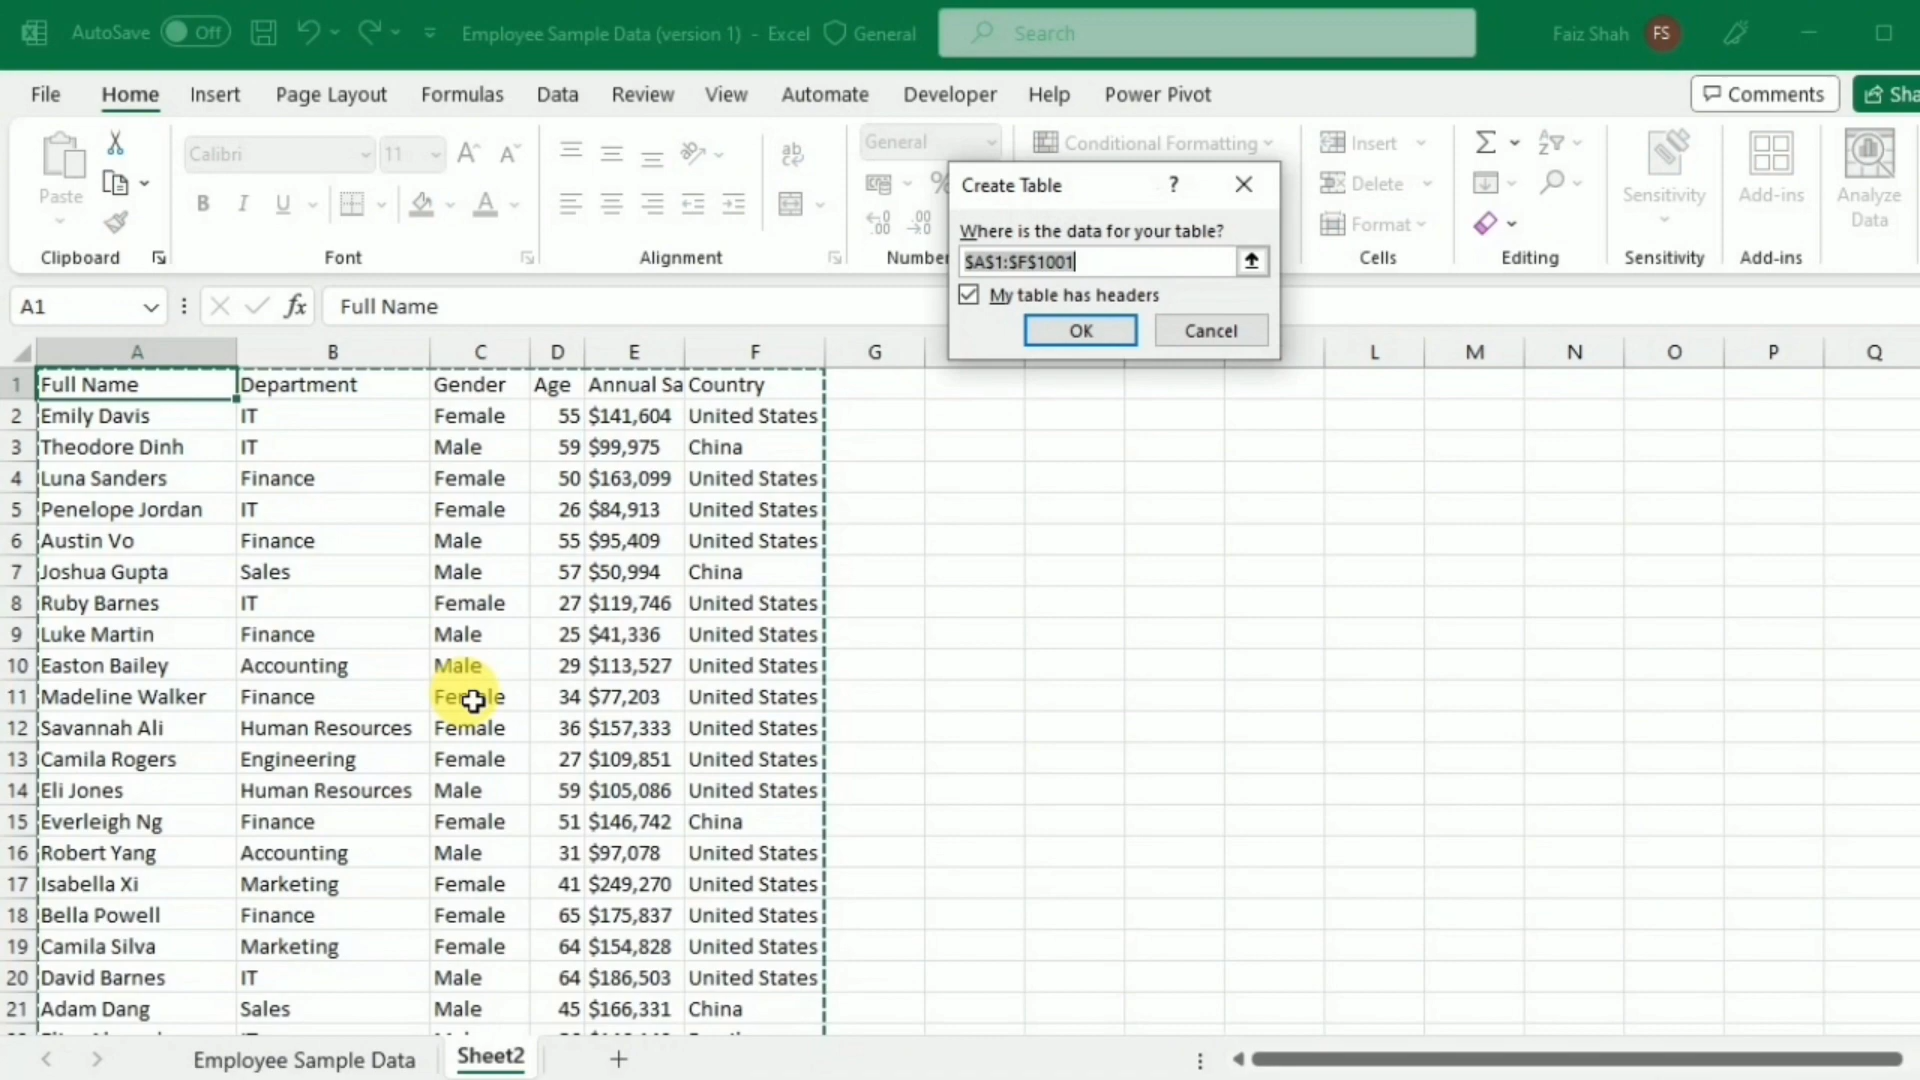 AutoSave Off Employee Sample Data (version 1) - Excel General Search Faiz Shah FS
File Home Insert Page Layout Formulas Data Review View Automate Developer Help Power Pivot Comments
Calibri 11 General Conditional Formatting Insert
Paste Delete Sensitivity Add-ins Analyze Data
B I U A Format
Clipboard Font Alignment Cells Editing Sensitivity Add-ins
Create Table ? ×
Where is the data for your table?
$A$1:$F$1001
My table has headers
OK Cancel
A1 fx Full Name
A B C D E F G L M N O P Q
1 Full Name Department Gender Age Annual Sa Country
2 Emily Davis IT Female 55 $141,604 United States
3 Theodore Dinh IT Male 59 $99,975 China
4 Luna Sanders Finance Female 50 $163,099 United States
5 Penelope Jordan IT Female 26 $84,913 United States
6 Austin Vo Finance Male 55 $95,409 United States
7 Joshua Gupta Sales Male 57 $50,994 China
8 Ruby Barnes IT Female 27 $119,746 United States
9 Luke Martin Finance Male 25 $41,336 United States
10 Easton Bailey Accounting Male 29 $113,527 United States
11 Madeline Walker Finance Female 34 $77,203 United States
12 Savannah Ali Human Resources Female 36 $157,333 United States
13 Camila Rogers Engineering Female 27 $109,851 United States
14 Eli Jones Human Resources Male 59 $105,086 United States
15 Everleigh Ng Finance Female 51 $146,742 China
16 Robert Yang Accounting Male 31 $97,078 United States
17 Isabella Xi Marketing Female 41 $249,270 United States
18 Bella Powell Finance Female 65 $175,837 United States
19 Camila Silva Marketing Female 64 $154,828 United States
20 David Barnes IT Male 64 $186,503 United States
21 Adam Dang Sales Male 45 $166,331 China
Employee Sample Data Sheet2